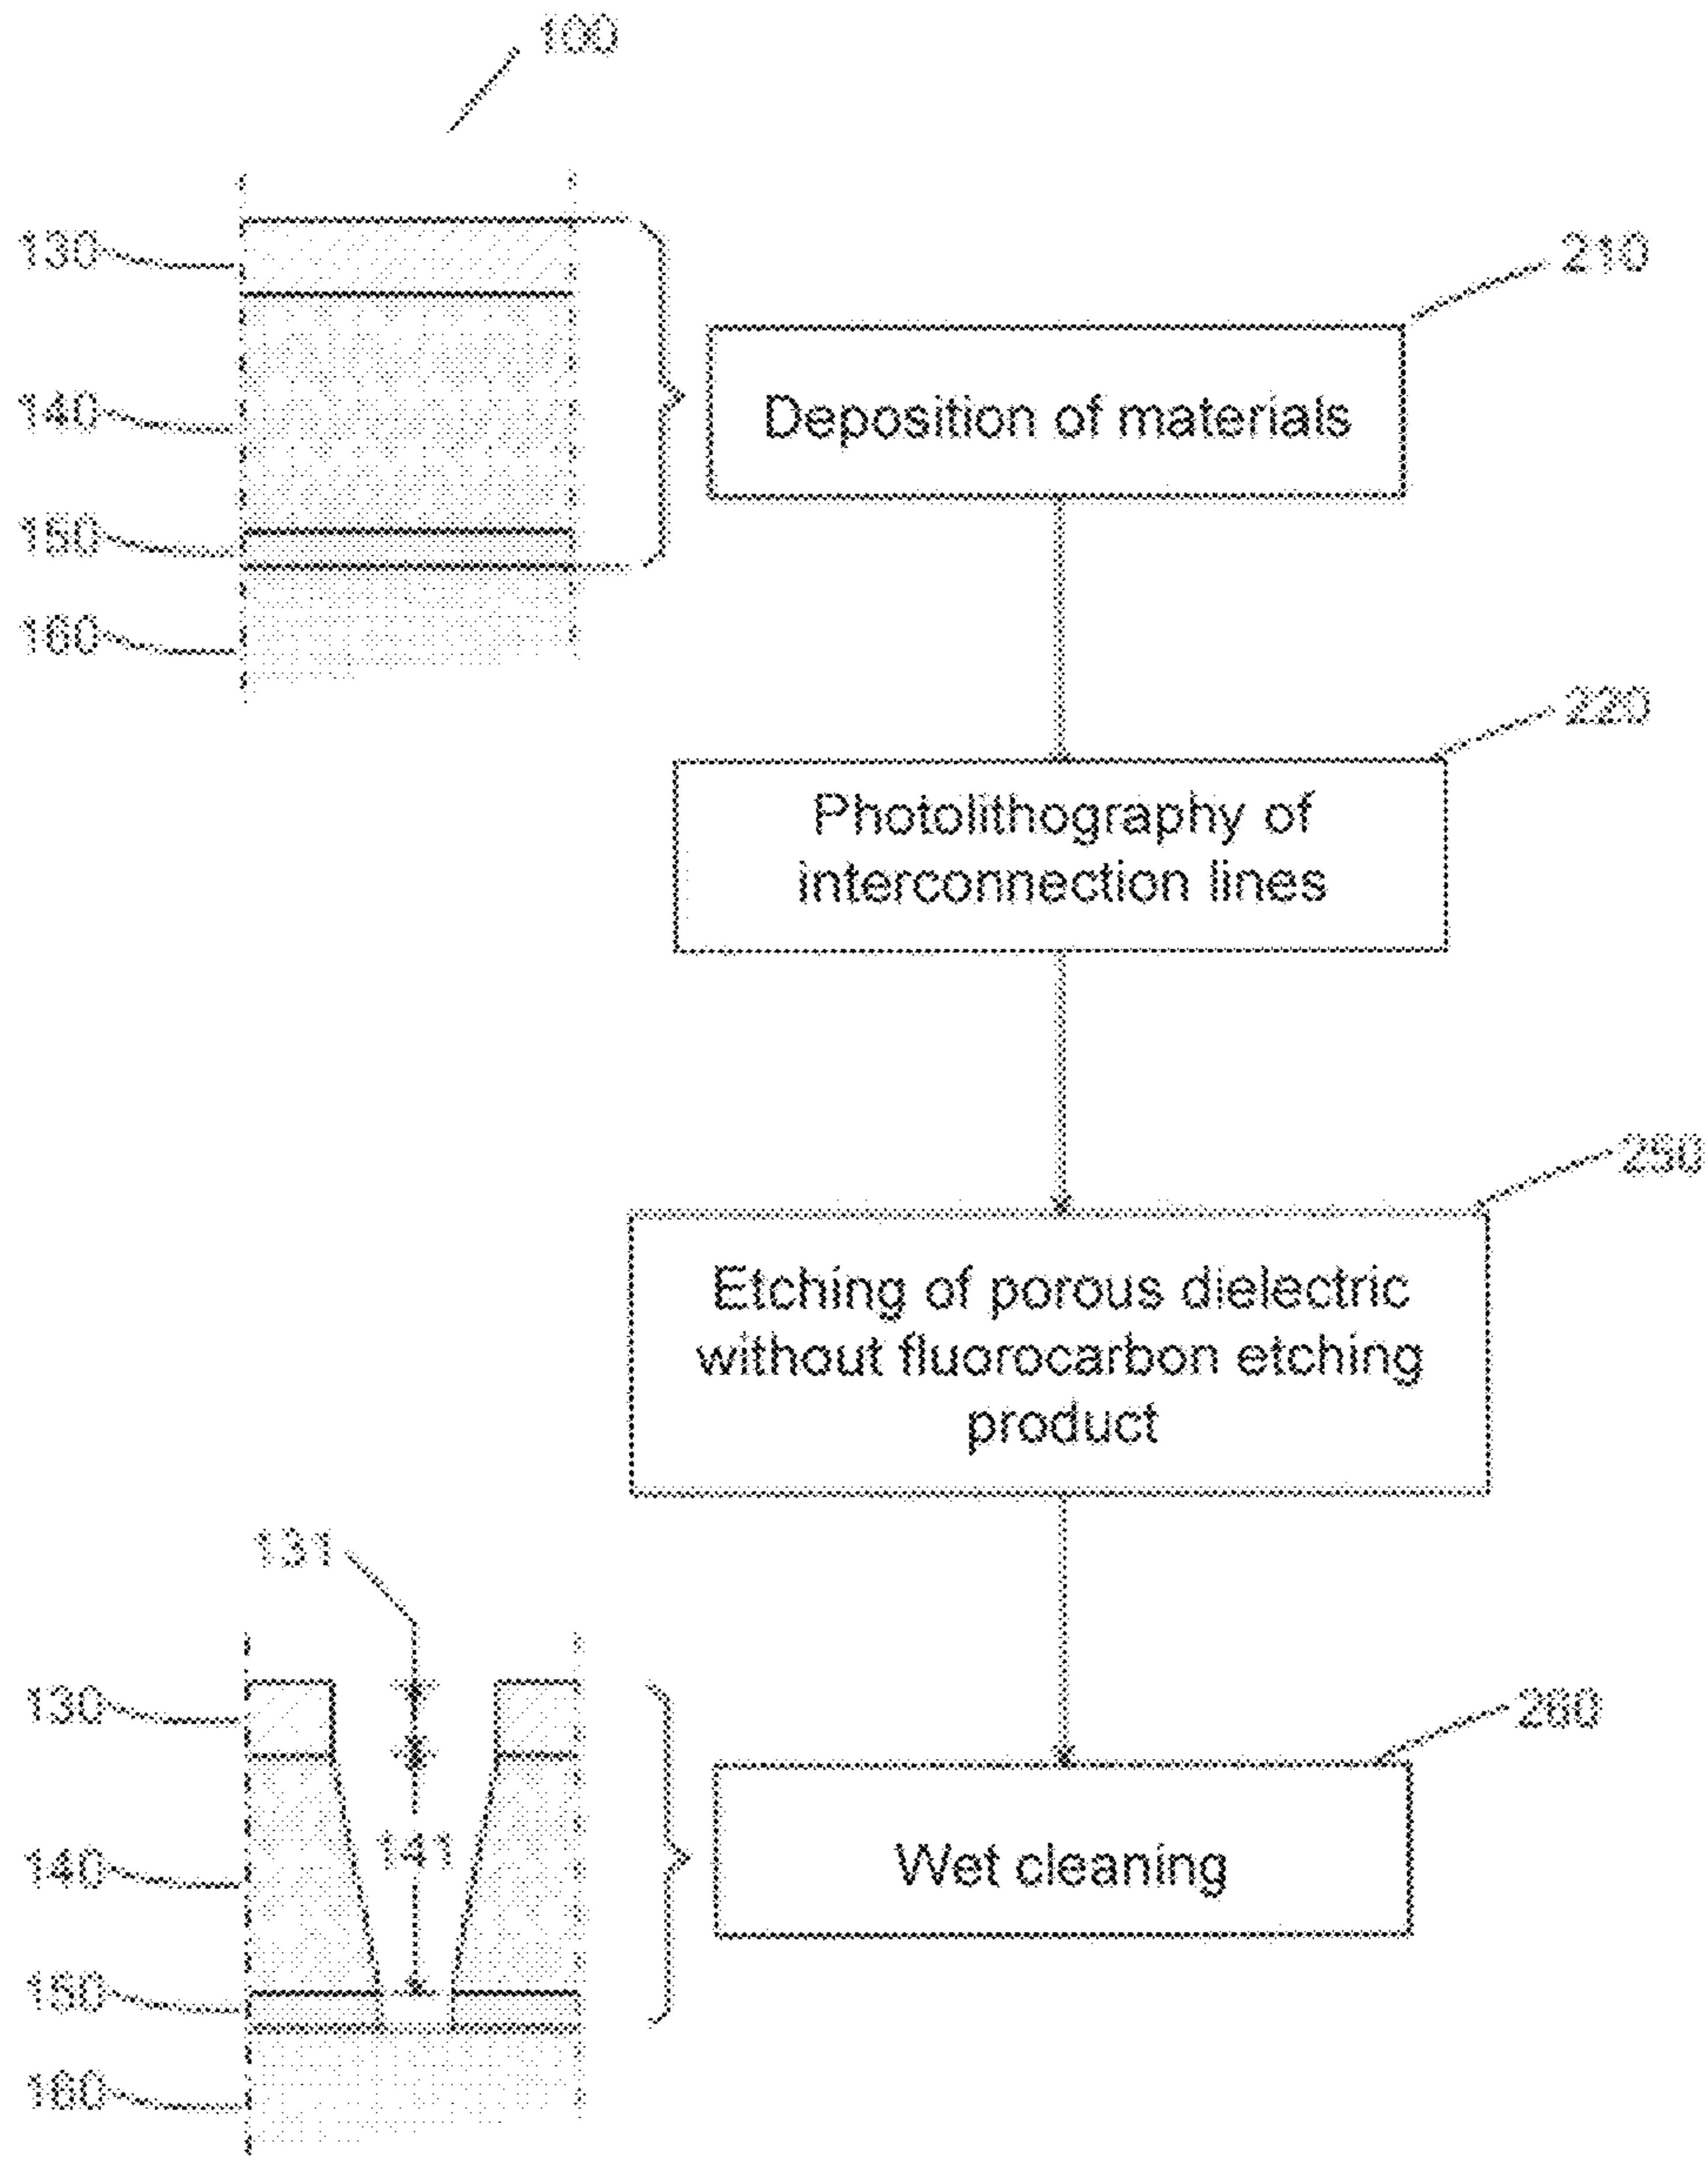 100
130
140
150
160
210
Deposition of materials
220
Photolithography of
interconnection lines
250
Etching of porous dielectric
without fluorocarbon etching
product
131
130
140
141
150
160
260
Wet cleaning